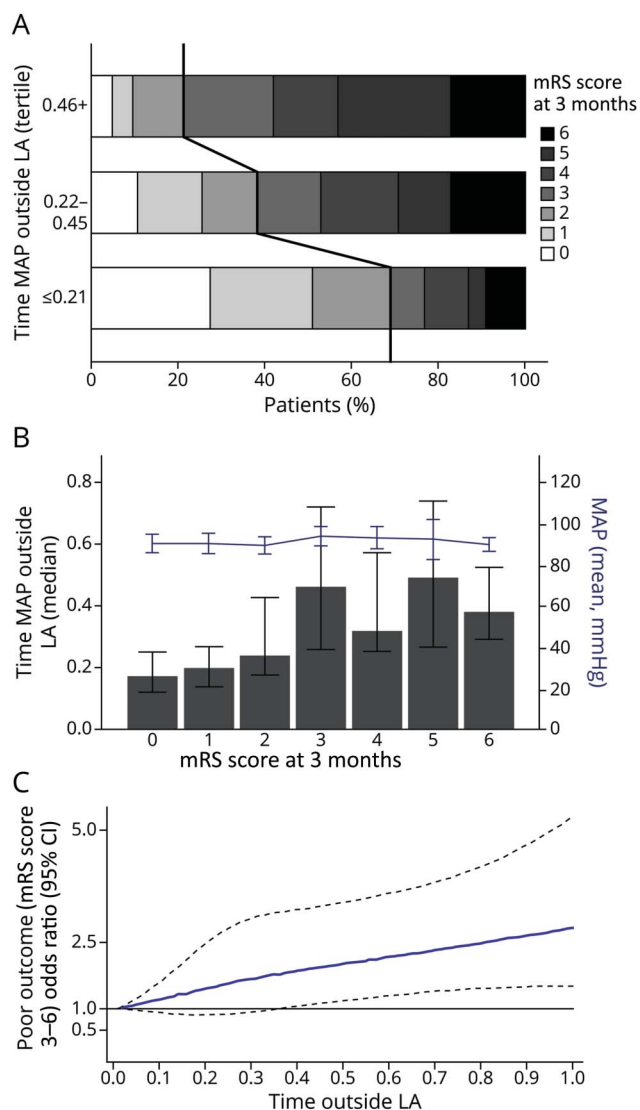 A
Time MAP outside LA (tertile)
0.46+
0.22–
0.45
≤0.21
0 20 40 60 80 100
Patients (%)
mRS score
at 3 months
6
5
4
3
2
1
0
B
Time MAP outside
LA (median)
0.8
0.6
0.4
0.2
0.0
120
100
80
60
40
20
0
MAP (mean, mmHg)
0 1 2 3 4 5 6
mRS score at 3 months
C
Poor outcome (mRS score
3–6) odds ratio (95% CI)
5.0
2.5
1.0
0.5
0.0 0.1 0.2 0.3 0.4 0.5 0.6 0.7 0.8 0.9 1.0
Time outside LA